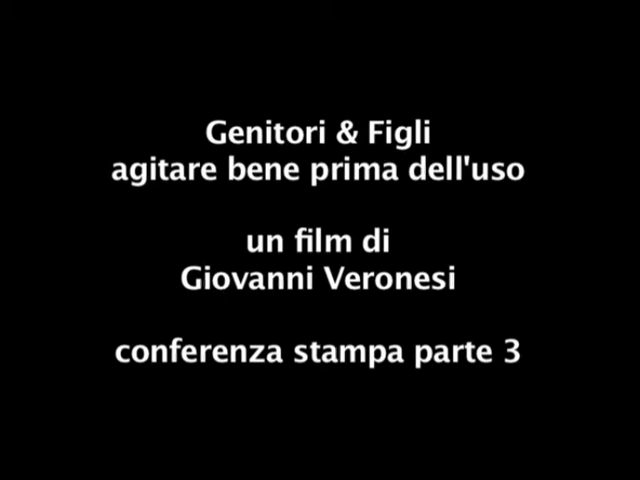 Genitori & Figli
agitare bene prima dell'uso
un film di
Giovanni Veronesi
conferenza stampa parte 3